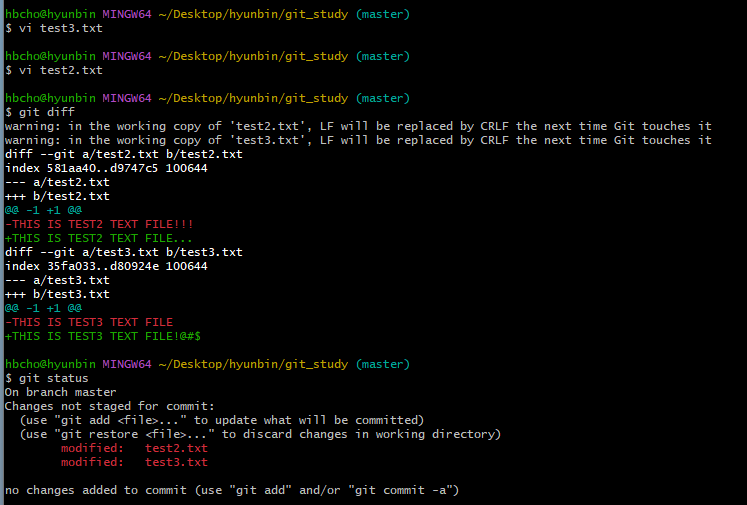 hbcho@hyunbin MINGW64 ~/Desktop/hyunbin/git_study (master)
$ vi test3.txt
hbcho@hyunbin MINGW64 ~/Desktop/hyunbin/git_study (master)
$ vi test2.txt
hbcho@hyunbin MINGW64 ~/Desktop/hyunbin/git_study (master)
$ git diff
warning: in the working copy of 'test2.txt', LF will be replaced by CRLF the next time Git touches it
warning: in the working copy of 'test3.txt', LF will be replaced by CRLF the next time Git touches it
diff --git a/test2.txt b/test2.txt
index 581aa40..d9747c5 100644
--- a/test2.txt
+++ b/test2.txt
@@ -1 +1 @@
-THIS IS TEST2 TEXT FILE!!!
+THIS IS TEST2 TEXT FILE...
diff --git a/test3.txt b/test3.txt
index 35fa033..d80924e 100644
--- a/test3.txt
+++ b/test3.txt
@@ -1 +1 @@
-THIS IS TEST3 TEXT FILE
+THIS IS TEST3 TEXT FILE!@#$
hbcho@hyunbin MINGW64 ~/Desktop/hyunbin/git_study (master)
$ git status
On branch master
Changes not staged for commit:
  (use "git add <file>..." to update what will be committed)
  (use "git restore <file>..." to discard changes in working directory)
        modified:   test2.txt
        modified:   test3.txt
no changes added to commit (use "git add" and/or "git commit -a")